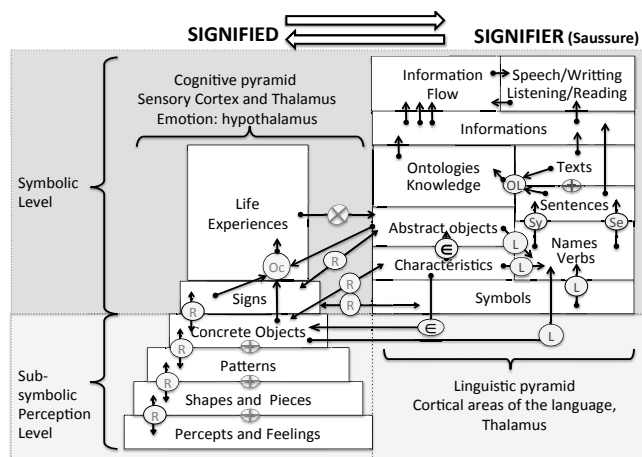 SIGNIFIED
SIGNIFIER (Saussure)
Cognitive pyramid
Sensory Cortex and Thalamus
Emotion: hypothalamus
Information
Flow
Speech/Writting
Listening/Reading
Informations
Ontologies
Knowledge
Texts
OL
Sentences
Symbolic
Level
Life
Experiences
Abstract objects
Sy
Se
∈
L
Names
Verbs
Oc
R
R
Characteristics
L
L
R
Signs
R
Symbols
Concrete Objects
∈
L
R
Patterns
R
Shapes and Pieces
R
Percepts and Feelings
Sub-
symbolic
Perception
Level
Linguistic pyramid
Cortical areas of the language,
Thalamus